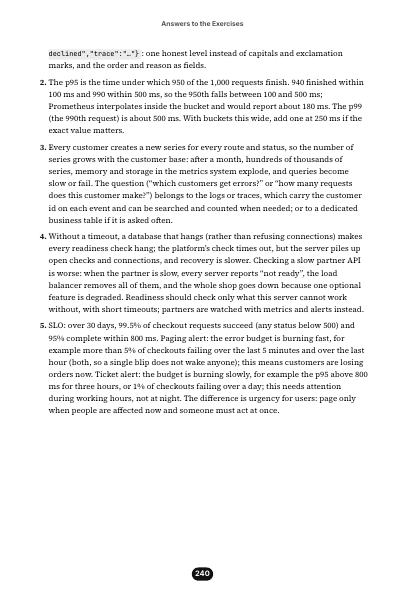 Answers to the Exercises
declined","trace":"…"} : one honest level instead of capitals and exclamation
marks, and the order and reason as fields.
2. The p95 is the time under which 950 of the 1,000 requests finish. 940 finished within
100 ms and 990 within 500 ms, so the 950th falls between 100 and 500 ms;
Prometheus interpolates inside the bucket and would report about 180 ms. The p99
(the 990th request) is about 500 ms. With buckets this wide, add one at 250 ms if the
exact value matters.
3. Every customer creates a new series for every route and status, so the number of
series grows with the customer base: after a month, hundreds of thousands of
series, memory and storage in the metrics system explode, and queries become
slow or fail. The question (“which customers get errors?” or “how many requests
does this customer make?”) belongs to the logs or traces, which carry the customer
id on each event and can be searched and counted when needed; or to a dedicated
business table if it is asked often.
4. Without a timeout, a database that hangs (rather than refusing connections) makes
every readiness check hang; the platform’s check times out, but the server piles up
open checks and connections, and recovery is slower. Checking a slow partner API
is worse: when the partner is slow, every server reports “not ready”, the load
balancer removes all of them, and the whole shop goes down because one optional
feature is degraded. Readiness should check only what this server cannot work
without, with short timeouts; partners are watched with metrics and alerts instead.
5. SLO: over 30 days, 99.5% of checkout requests succeed (any status below 500) and
95% complete within 800 ms. Paging alert: the error budget is burning fast, for
example more than 5% of checkouts failing over the last 5 minutes and over the last
hour (both, so a single blip does not wake anyone); this means customers are losing
orders now. Ticket alert: the budget is burning slowly, for example the p95 above 800
ms for three hours, or 1% of checkouts failing over a day; this needs attention
during working hours, not at night. The difference is urgency for users: page only
when people are affected now and someone must act at once.
240